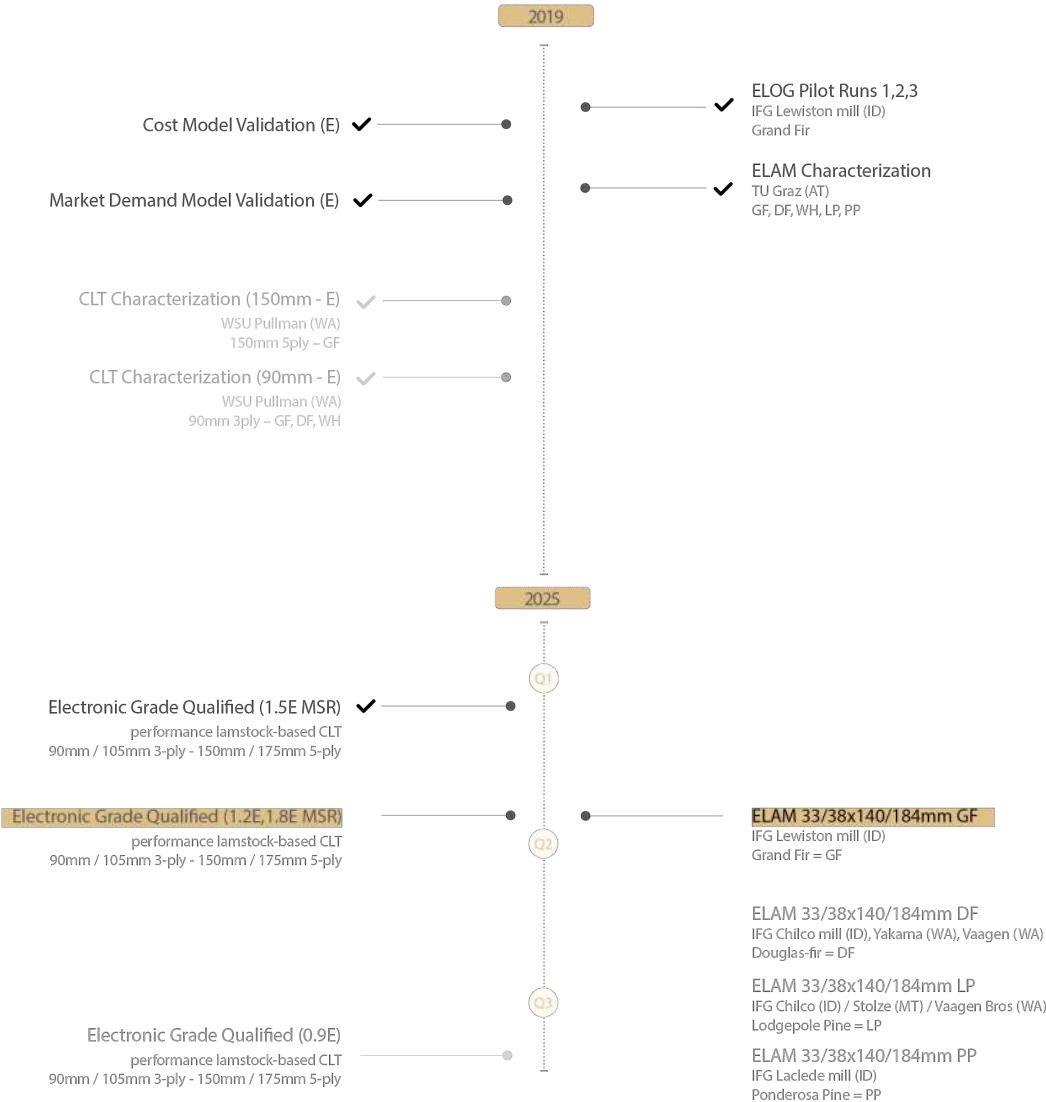 2019
ELOG Pilot Runs 1,2,3
IFG Lewiston mill (ID)
Grand Fir
Cost Model Validation (E)
ELAM Characterization
TU Graz (AT)
GF, DF, WH, LP, PP
Market Demand Model Validation (E)
CLT Characterization (150mm - E)
WSU Pullman (WA)
150mm 5ply – GF
CLT Characterization (90mm - E)
WSU Pullman (WA)
90mm 3ply – GF, DF, WH
2025
Q1
Electronic Grade Qualified (1.5E MSR)
performance lamstock-based CLT
90mm / 105mm 3-ply - 150mm / 175mm 5-ply
Electronic Grade Qualified (1.2E,1.8E MSR)
performance lamstock-based CLT
90mm / 105mm 3-ply - 150mm / 175mm 5-ply
ELAM 33/38x140/184mm GF
IFG Lewiston mill (ID)
Grand Fir = GF
Q2
ELAM 33/38x140/184mm DF
IFG Chilco mill (ID), Yakama (WA), Vaagen (WA)
Douglas-fir = DF
ELAM 33/38x140/184mm LP
IFG Chilco (ID) / Stolze (MT) / Vaagen Bros (WA)
Lodgepole Pine = LP
Q3
Electronic Grade Qualified (0.9E)
performance lamstock-based CLT
90mm / 105mm 3-ply - 150mm / 175mm 5-ply
ELAM 33/38x140/184mm PP
IFG Laclede mill (ID)
Ponderosa Pine = PP